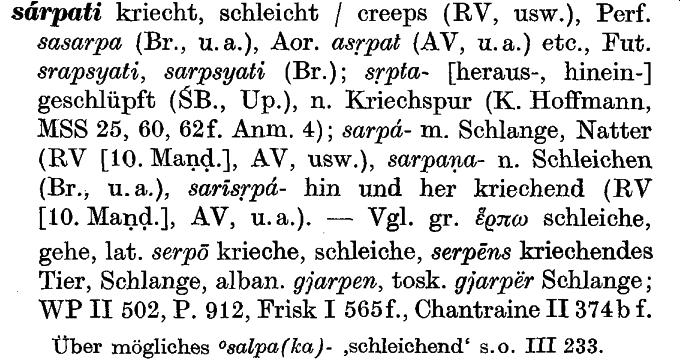 sárpati kriecht, schleicht / creeps (RV, usw.), Perf.
sasarpa (Br., u. a.), Aor. asṛpat (AV, u. a.) etc., Fut.
srapsyati, sarpsyati (Br.); sṛpta- [heraus-, hinein-]
geschlüpft (ŚB., Up.), n. Kriechspur (K. Hoffmann,
MSS 25, 60, 62f. Anm. 4); sarpá- m. Schlange, Natter
(RV [10. Maṇḍ.], AV, usw.), sarpaṇa- n. Schleichen
(Br., u. a.), sarīsṛpá- hin und her kriechend (RV
[10. Maṇḍ.], AV, u. a.). — Vgl. gr. ἕρπω schleiche,
gehe, lat. serpō krieche, schleiche, serpēns kriechendes
Tier, Schlange, alban. gjarpen, tosk. gjarpër Schlange;
WP II 502, P. 912, Frisk I 565f., Chantraine II 374b f.
Über mögliches °salpa(ka)- ‚schleichend‘ s. o. III 233.